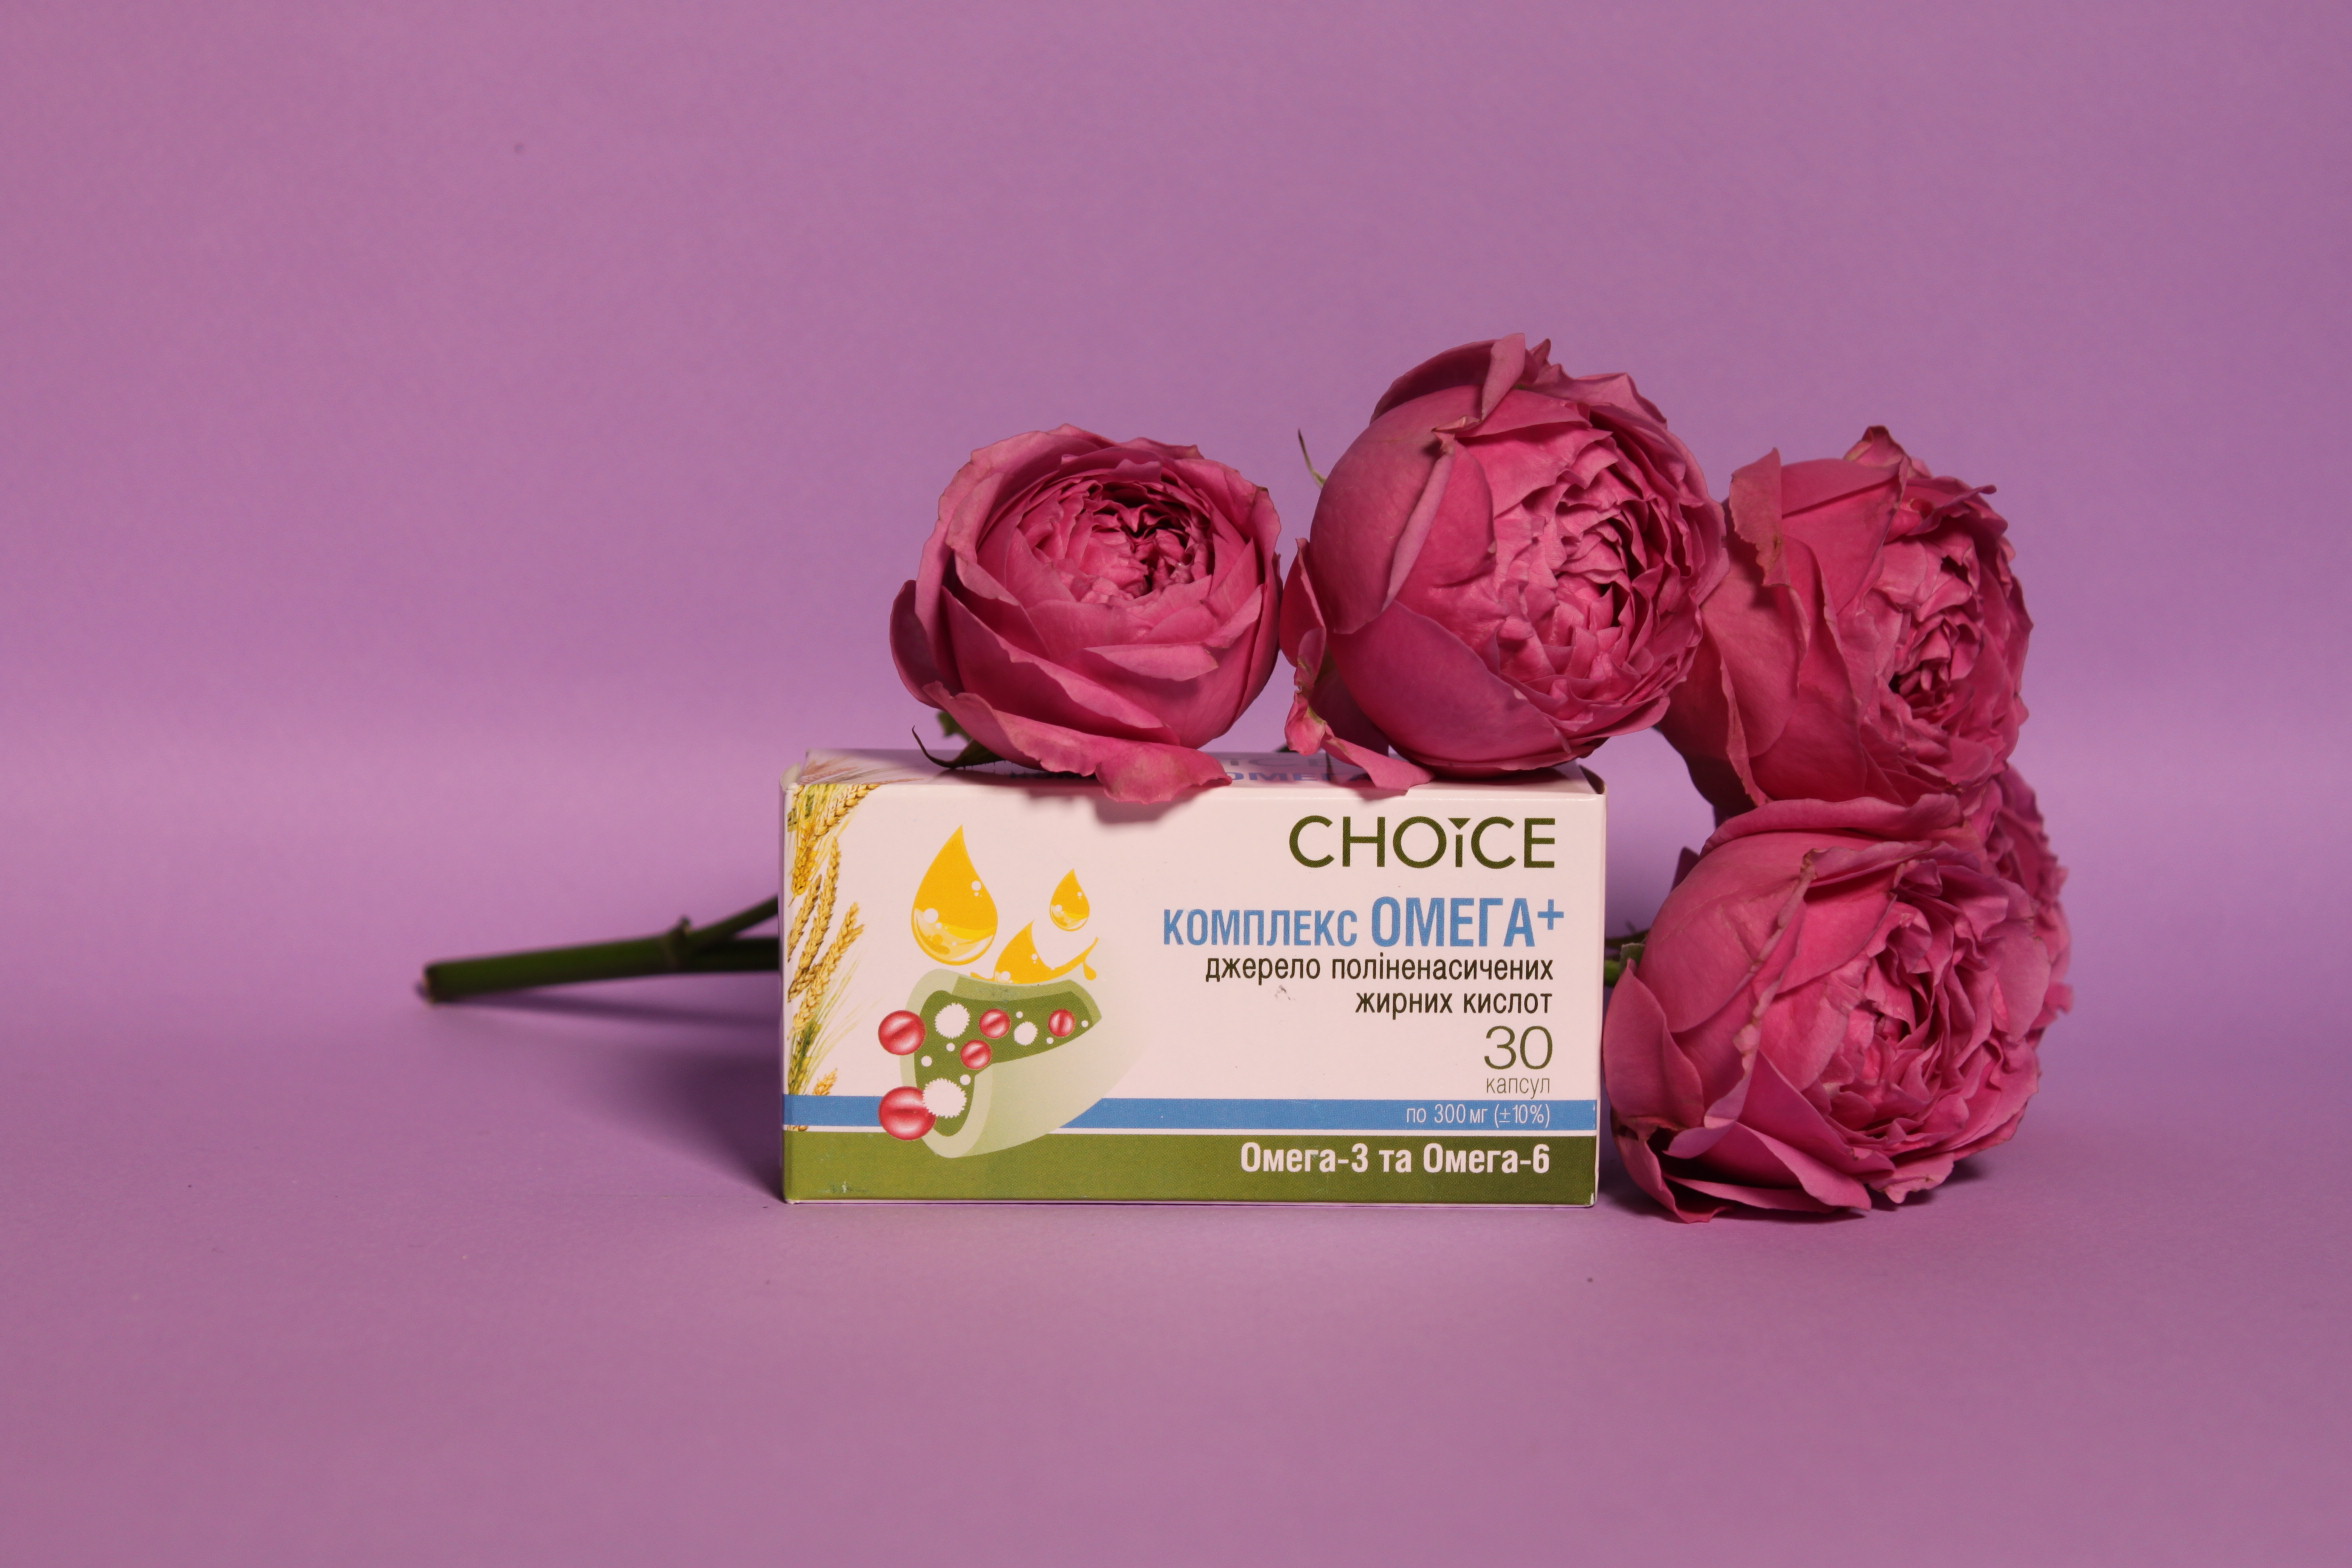 CHOICE
КОМПЛЕКС ОМЕГА+
джерело поліненасичених
жирних кислот
30
капсул
по 300 мг (±10%)
Омега-3 та Омега-6